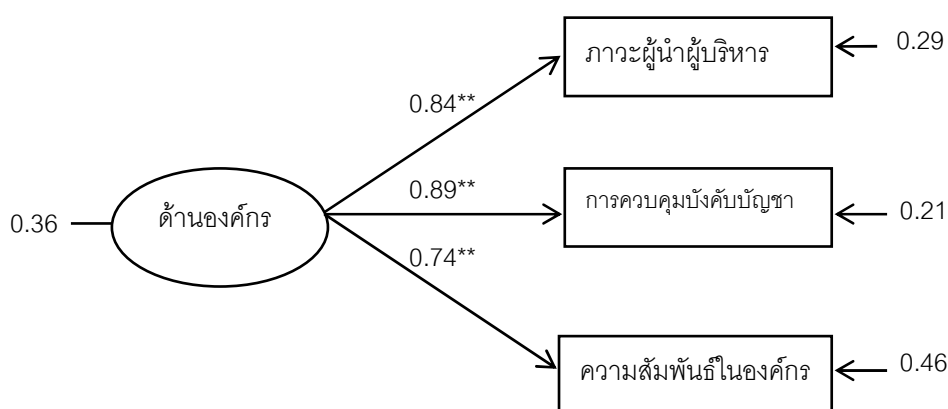 ภาวะผู้นำผู้บริหาร
0.29
0.84**
0.36
ด้านองค์กร
0.89**
การควบคุมบังคับบัญชา
0.21
0.74**
ความสัมพันธ์ในองค์กร
0.46